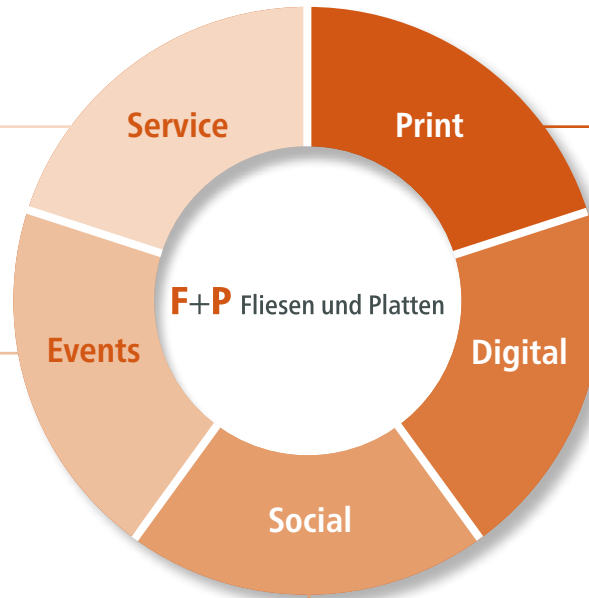 Service
Print
F+P Fliesen und Platten
Events
Digital
Social